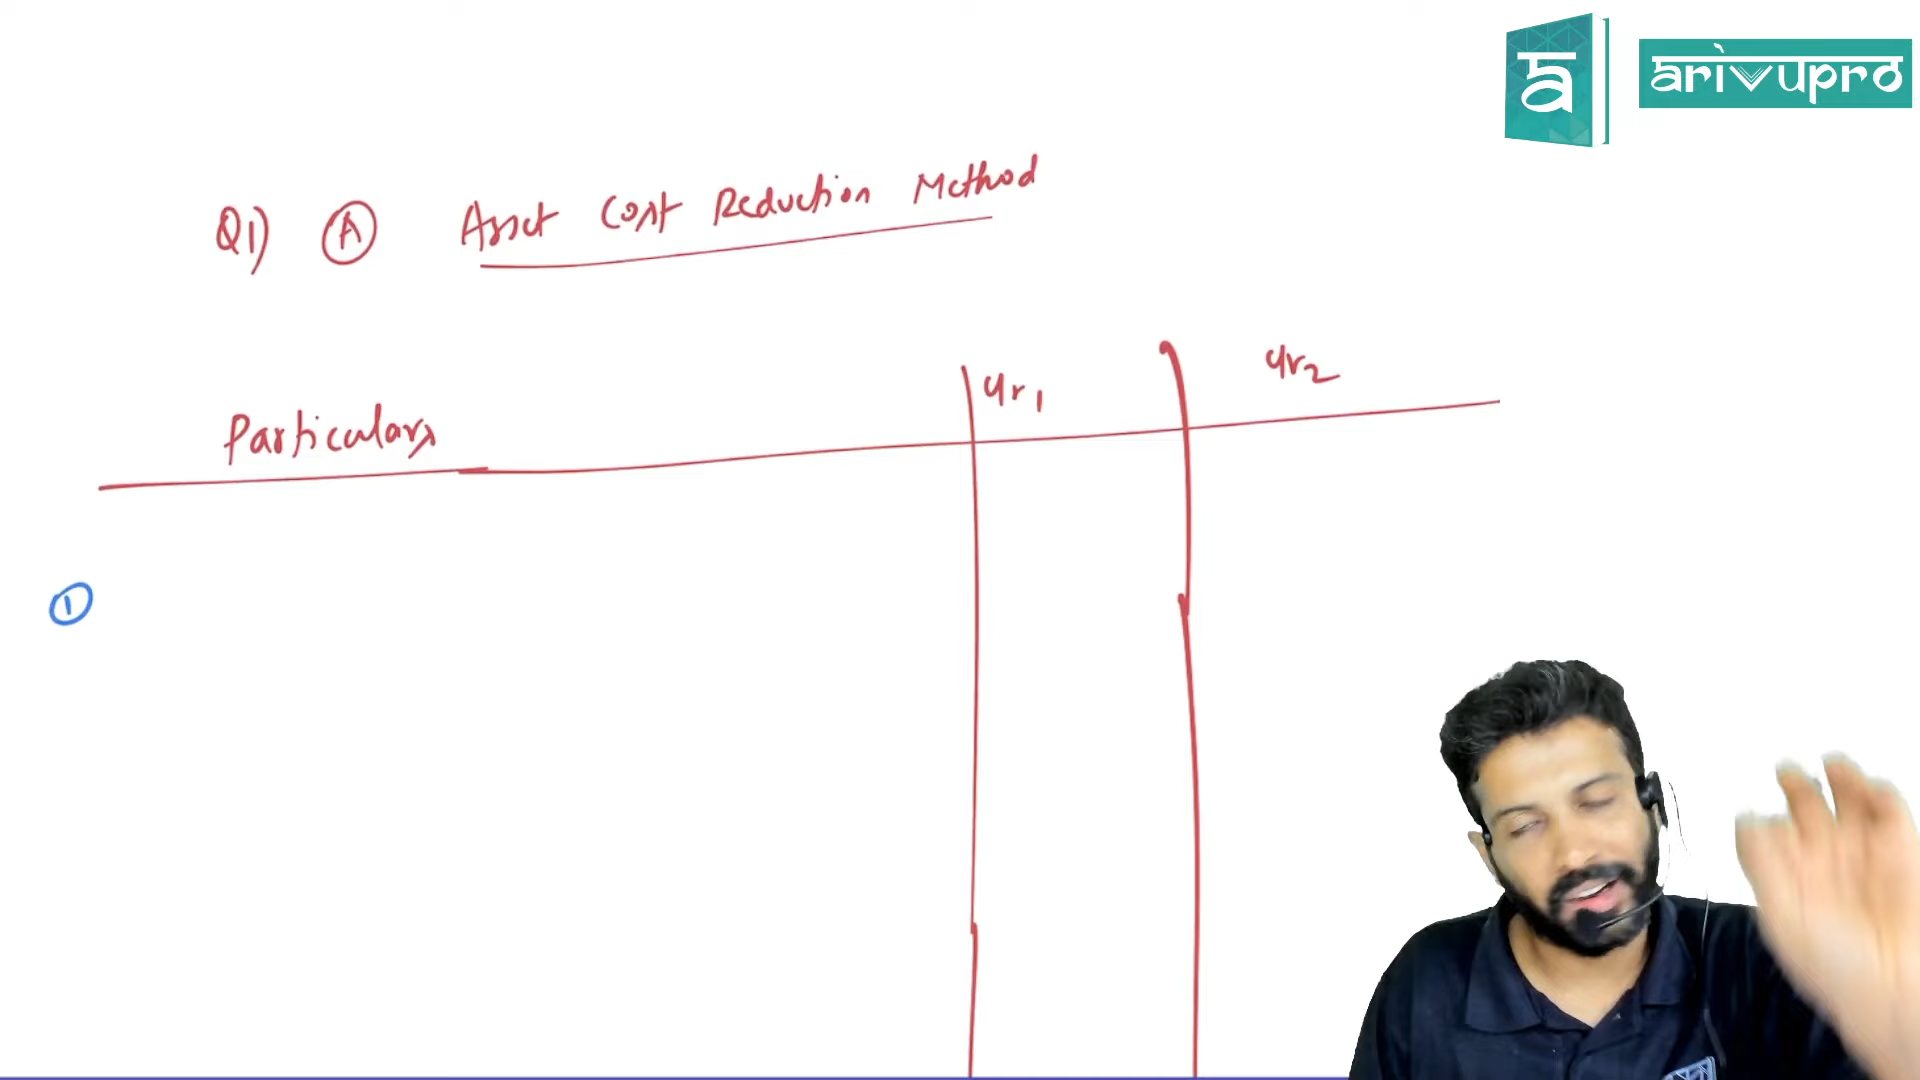 a arivupro
Q1) A Asset Cost Reduction Method
Particulars Yr1 Yr2
1